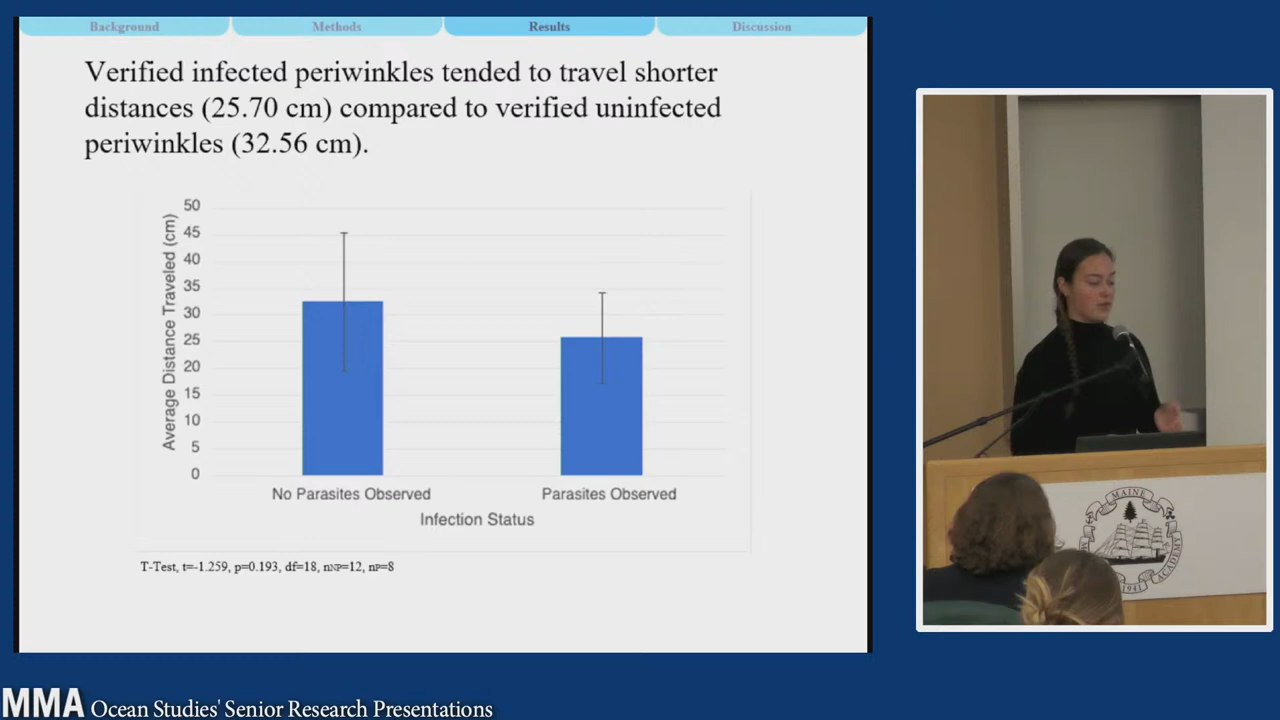 Background
Methods
Results
Discussion
Verified infected periwinkles tended to travel shorter
distances (25.70 cm) compared to verified uninfected
periwinkles (32.56 cm).
Average Distance Traveled (cm)
50
45
40
35
30
25
20
15
10
5
0
No Parasites Observed
Parasites Observed
Infection Status
T-Test, t=-1.259, p=0.193, df=18, nNP=12, nP=8
MAINE
ACADEMY
1941
MMA Ocean Studies' Senior Research Presentations